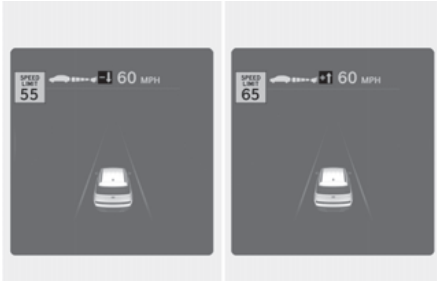 SPEED
LIMIT
55
-↓ 60 MPH
SPEED
LIMIT
65
+↑ 60 MPH